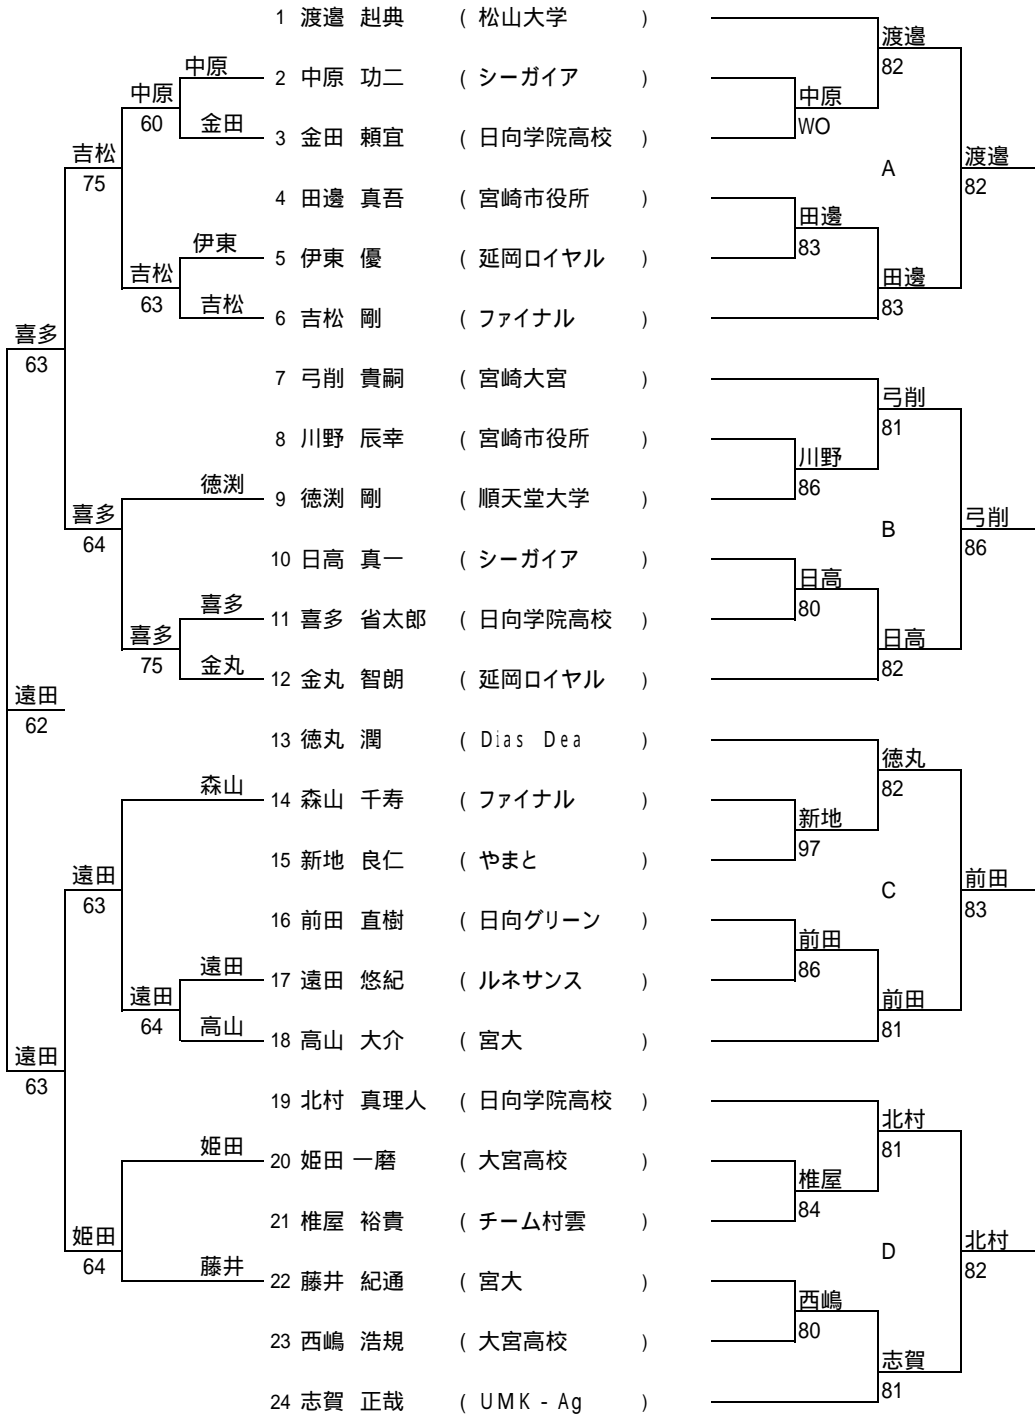 1 渡邉 赳典 ( 松山大学 )
渡邉
中原
2 中原 功二 ( シーガイア )
82
中原
中原
60
金田
3 金田 頼宜 ( 日向学院高校 )
WO
吉松
渡邉
75
A
82
4 田邊 真吾 ( 宮崎市役所 )
田邊
伊東
5 伊東 優 ( 延岡ロイヤル )
83
吉松
田邊
63
吉松
6 吉松 剛 ( ファイナル )
83
喜多
63
7 弓削 貴嗣 ( 宮崎大宮 )
弓削
81
8 川野 辰幸 ( 宮崎市役所 )
川野
徳渕
9 徳渕 剛 ( 順天堂大学 )
86
喜多
弓削
64
B
86
10 日高 真一 ( シーガイア )
日高
喜多
11 喜多 省太郎 ( 日向学院高校 )
80
喜多
日高
75
金丸
12 金丸 智朗 ( 延岡ロイヤル )
82
遠田
62
13 徳丸 潤 ( Dias Dea )
徳丸
森山
82
14 森山 千寿 ( ファイナル )
新地
97
15 新地 良仁 ( やまと )
遠田
前田
63
C
83
16 前田 直樹 ( 日向グリーン )
前田
遠田
17 遠田 悠紀 ( ルネサンス )
86
遠田
前田
64
高山
18 高山 大介 ( 宮大 )
81
遠田
63
19 北村 真理人 ( 日向学院高校 )
北村
姫田
81
20 姫田 一磨 ( 大宮高校 )
椎屋
84
21 椎屋 裕貴 ( チーム村雲 )
姫田
北村
64
D
82
藤井
22 藤井 紀通 ( 宮大 )
西嶋
80
23 西嶋 浩規 ( 大宮高校 )
志賀
81
24 志賀 正哉 ( UMK - Ag )